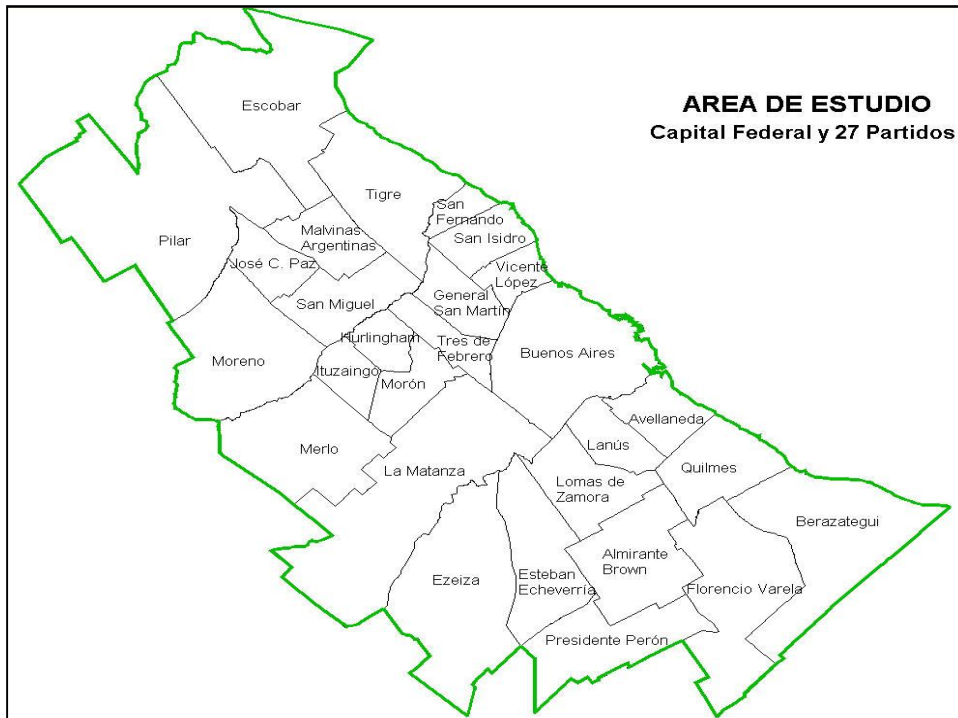 AREA DE ESTUDIO
Capital Federal y 27 Partidos
Escobar
Tigre
San
Fernando
San Isidro
Malvinas
Argentinas
Pilar
José C. Paz
Vicente
López
San Miguel
General
San Martín
Hurlingham
Tres de
Febrero
Buenos Aires
Moreno
Ituzaingó
Morón
Avellaneda
Merlo
Lanús
La Matanza
Quilmes
Lomas de
Zamora
Berazategui
Almirante
Brown
Ezeiza
Esteban
Echeverría
Florencio Varela
Presidente Perón